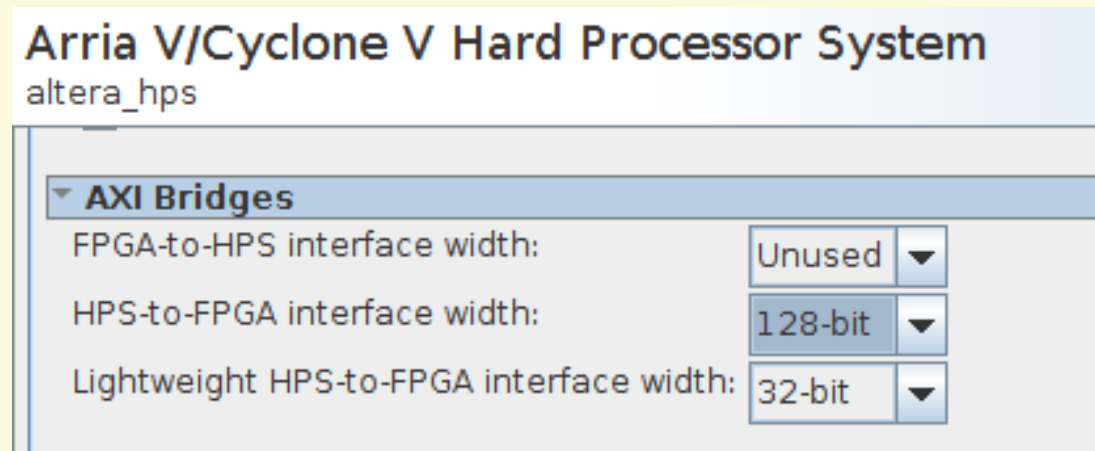 Arria V/Cyclone V Hard Processor System
altera_hps
AXI Bridges
FPGA-to-HPS interface width: Unused
HPS-to-FPGA interface width: 128-bit
Lightweight HPS-to-FPGA interface width: 32-bit